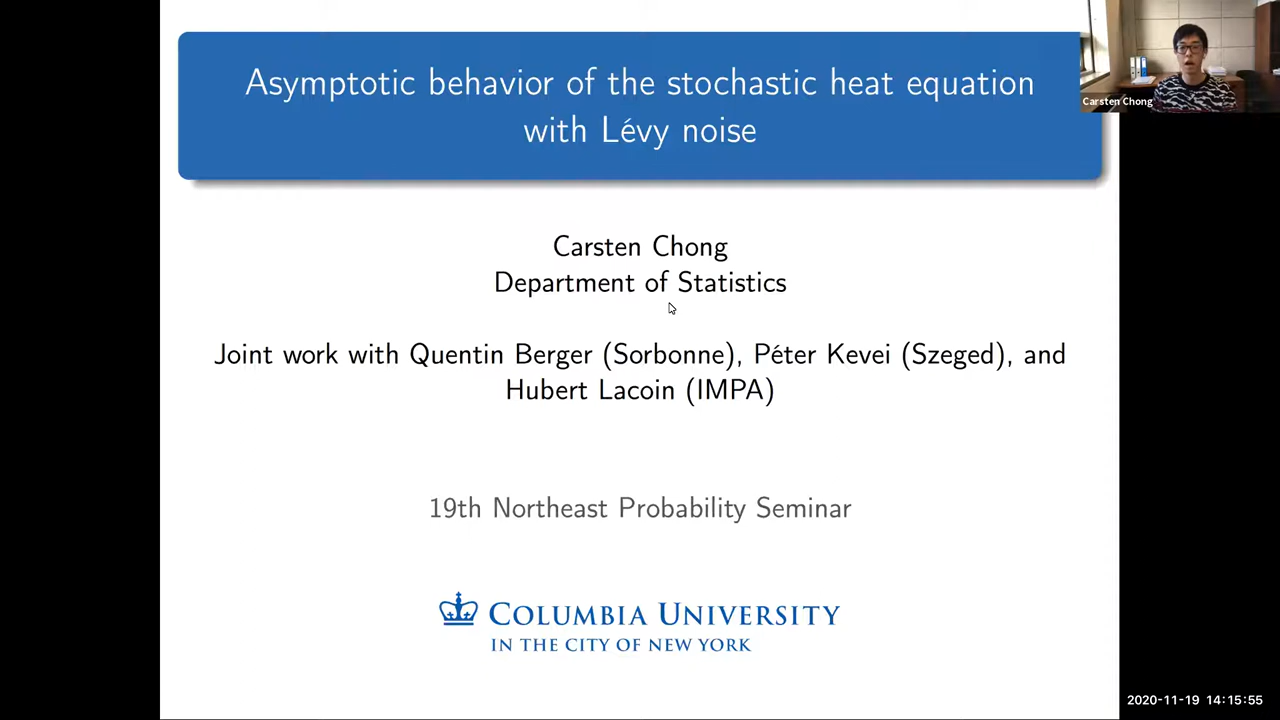 Asymptotic behavior of the stochastic heat equation
with Lévy noise
Carsten Chong
Carsten Chong
Department of Statistics
Joint work with Quentin Berger (Sorbonne), Péter Kevei (Szeged), and
Hubert Lacoin (IMPA)
19th Northeast Probability Seminar
COLUMBIA UNIVERSITY
IN THE CITY OF NEW YORK
2020-11-19 14:15:55